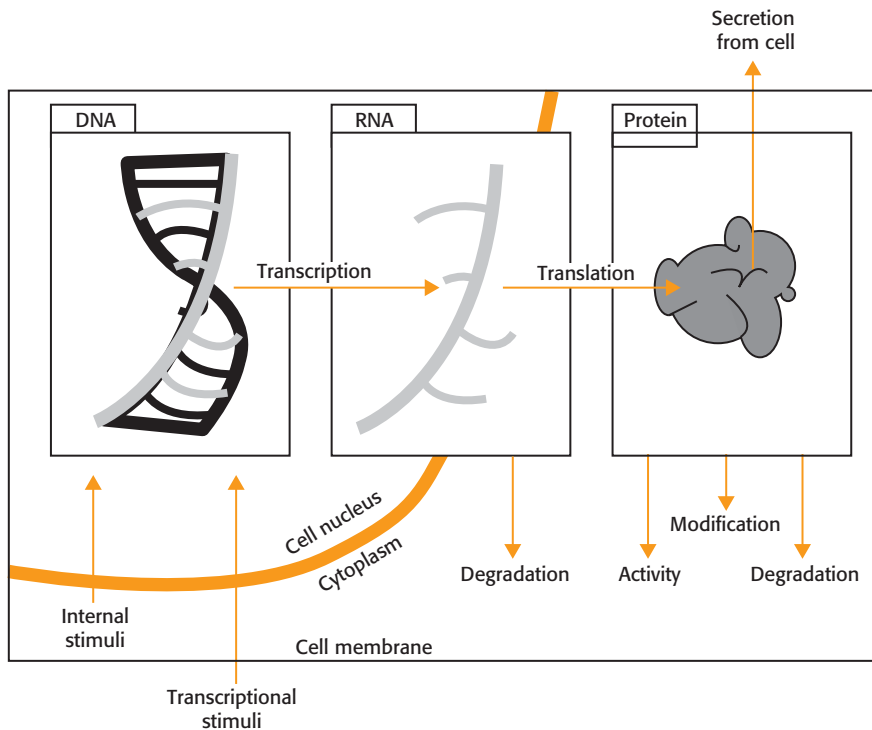 Secretion
from cell
DNA
RNA
Protein
Transcription
Translation
Cell nucleus
Cytoplasm
Modification
Degradation
Activity
Degradation
Internal
stimuli
Cell membrane
Transcriptional
stimuli